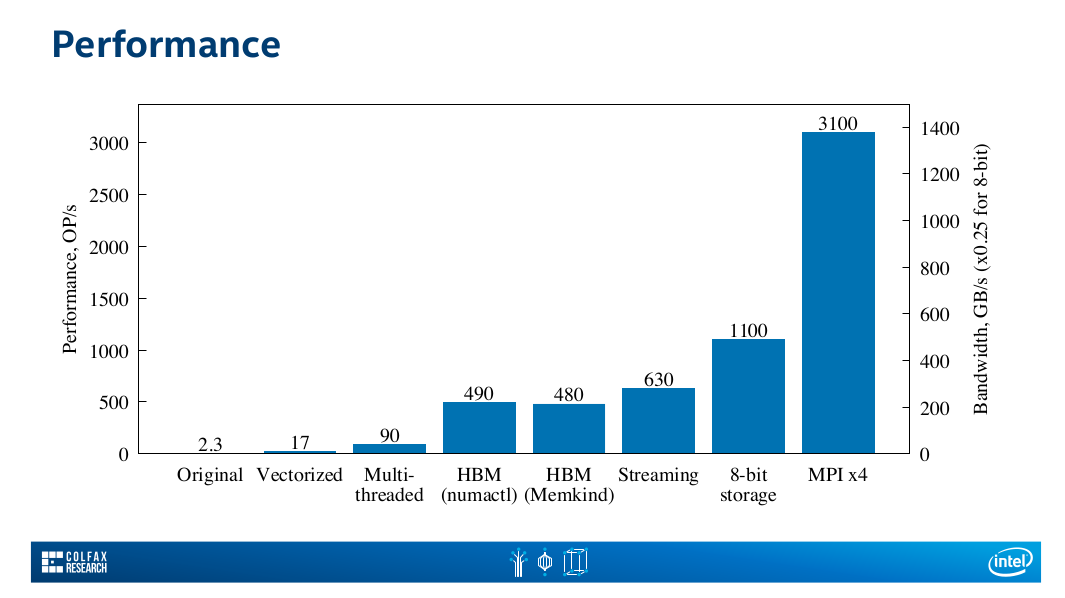 Performance
3000
2500
2000
1500
1000
500
0
Performance, OP/s
2.3
17
90
490
480
630
1100
3100
1400
1200
1000
800
600
400
200
0
Bandwidth, GB/s (x0.25 for 8-bit)
Original Vectorized Multi- HBM HBM Streaming 8-bit MPI x4
threaded (numactl) (Memkind) storage
COLFAX
RESEARCH
intel